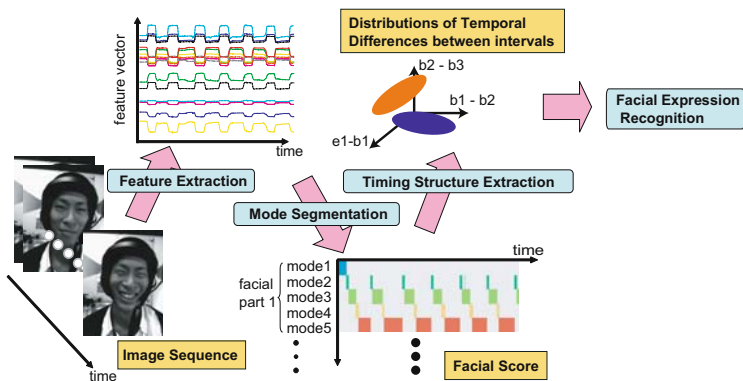 Distributions of Temporal
Differences between intervals
feature vector
time
b2 - b3
b1 - b2
e1-b1
Facial Expression
Recognition
Feature Extraction
Timing Structure Extraction
Mode Segmentation
time
facial
part 1
mode1
mode2
mode3
mode4
mode5
Image Sequence
Facial Score
time